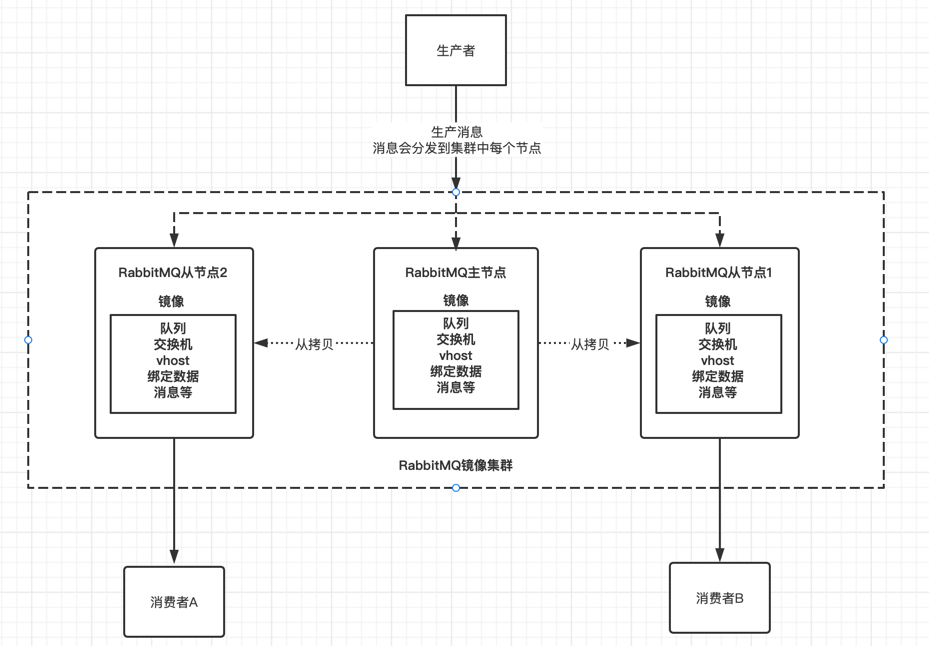 生产者
生产消息
消息会分发到集群中每个节点
RabbitMQ从节点2
镜像
队列
交换机
vhost
绑定数据
消息等
从拷贝
RabbitMQ主节点
镜像
队列
交换机
vhost
绑定数据
消息等
从拷贝
RabbitMQ从节点1
镜像
队列
交换机
vhost
绑定数据
消息等
RabbitMQ镜像集群
消费者A
消费者B